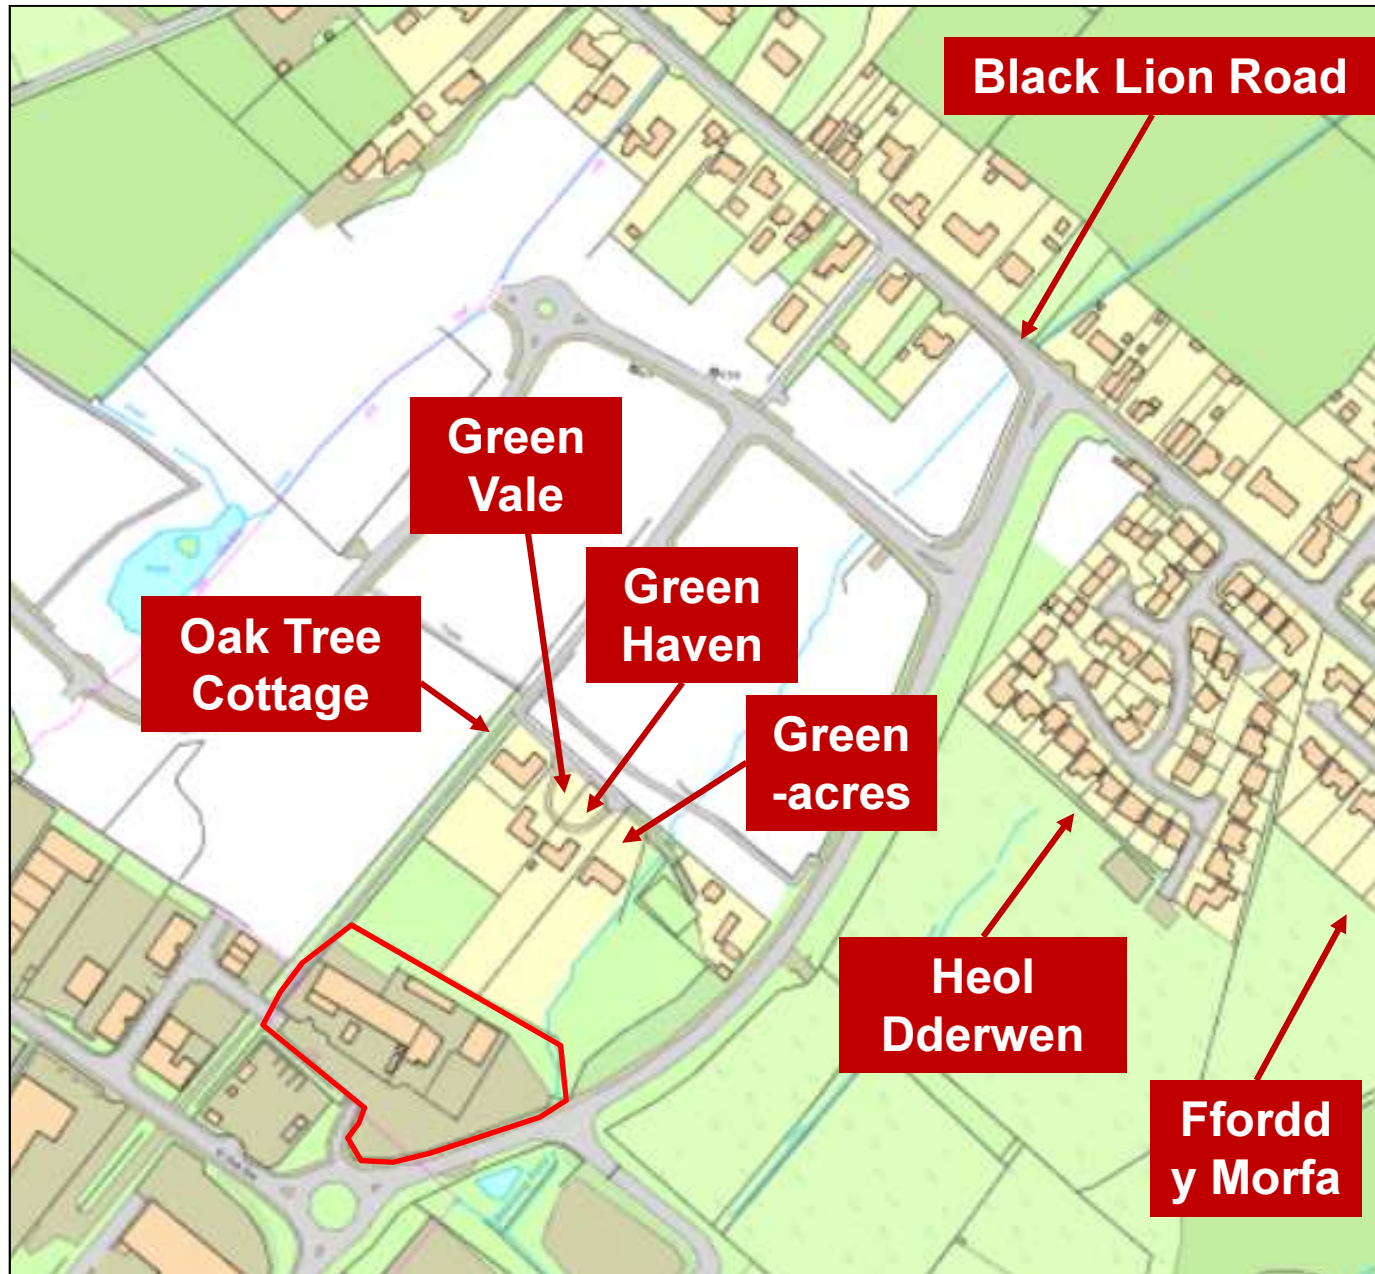 Black Lion Road
Green
Vale
Green
Haven
Oak Tree
Cottage
Green
-acres
Heol
Dderwen
Ffordd
y Morfa